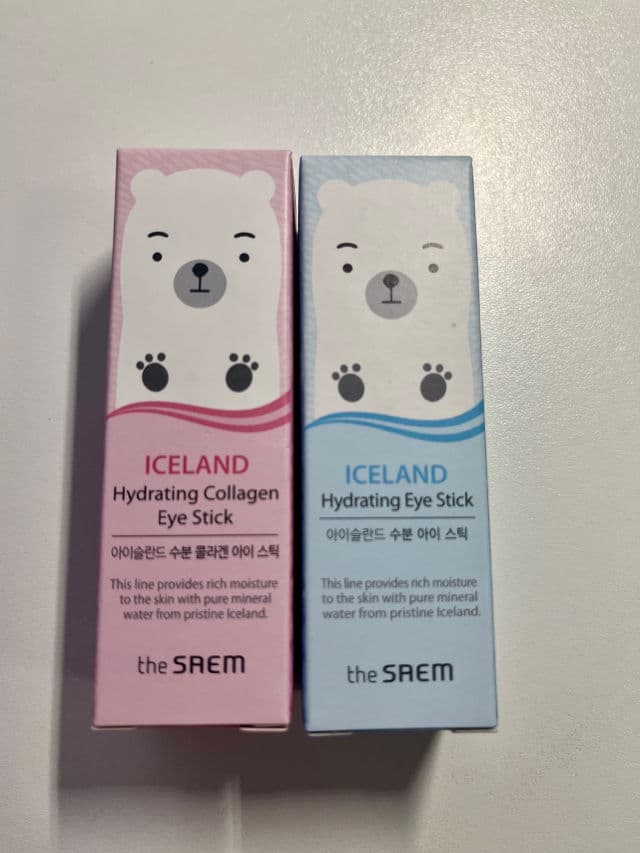 ICELAND
Hydrating Collagen
Eye Stick
아이슬란드 수분 콜라겐 아이 스틱
This line provides rich moisture
to the skin with pure mineral
water from pristine Iceland.
the SAEM
ICELAND
Hydrating Eye Stick
아이슬란드 수분 아이 스틱
This line provides rich moisture
to the skin with pure mineral
water from pristine Iceland.
the SAEM